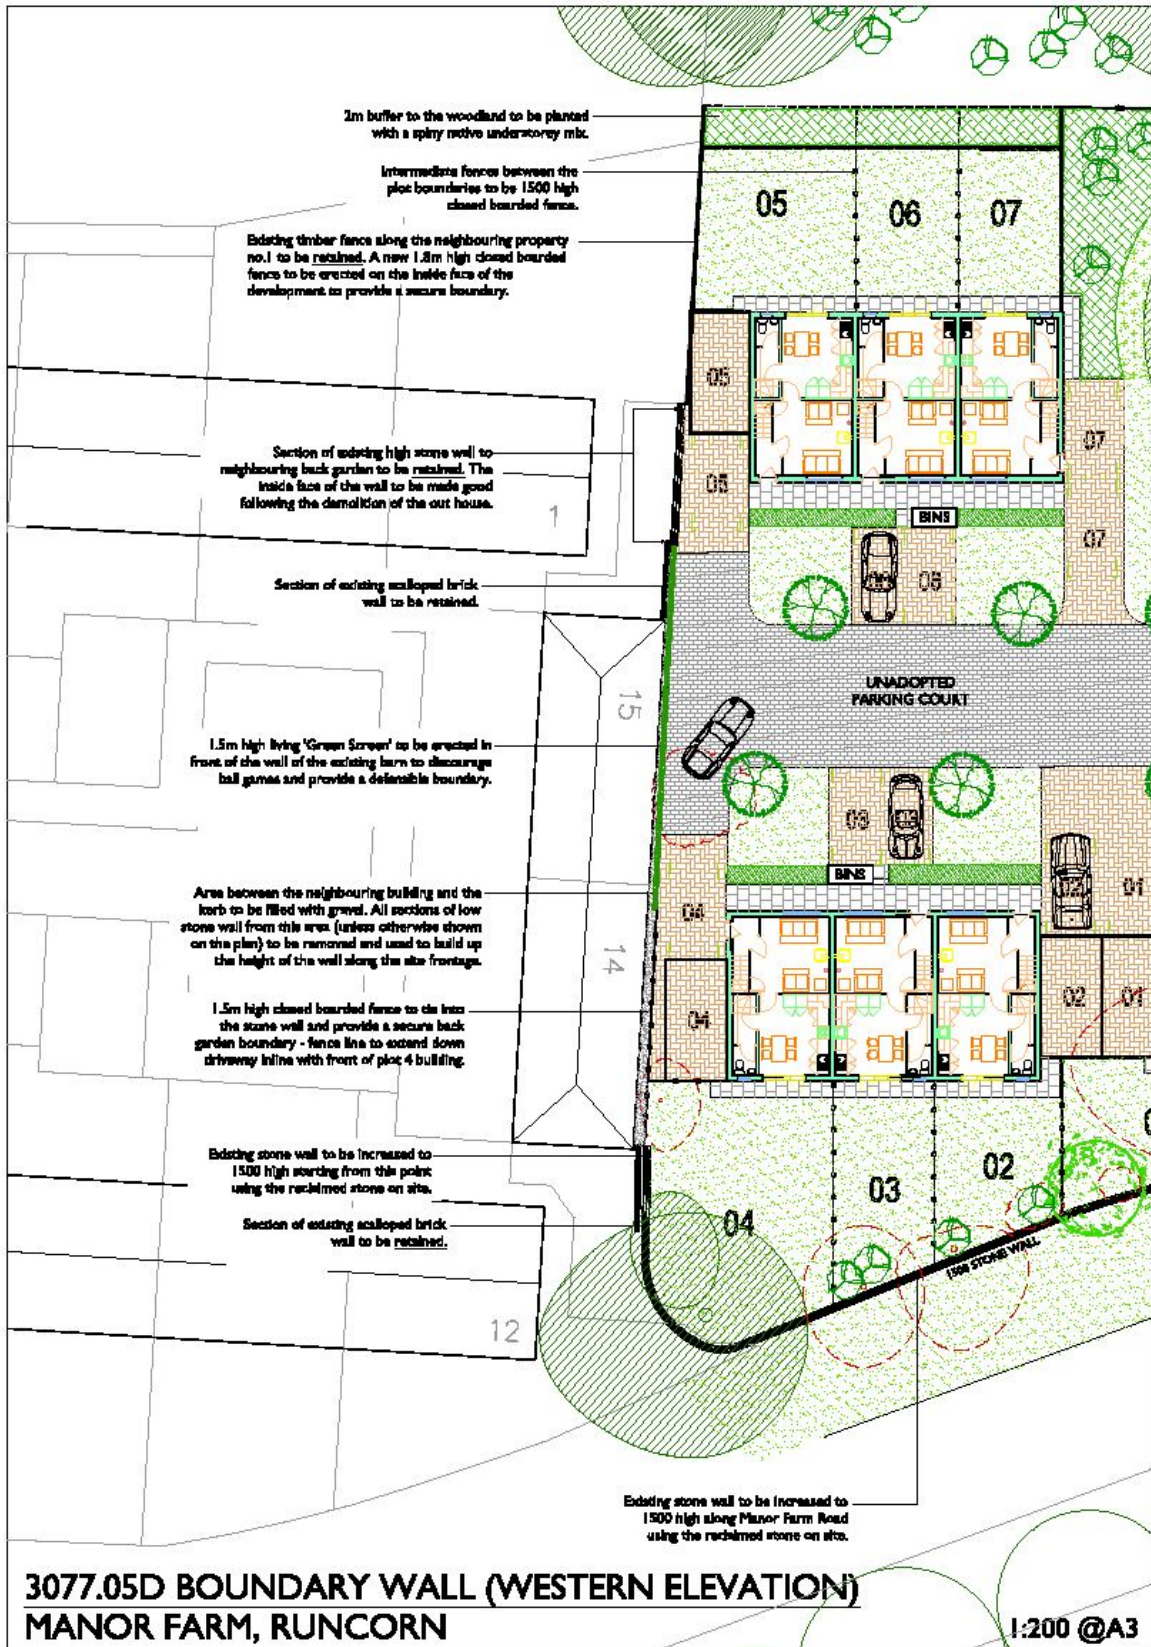 2m buffer to the woodland to be planted
with a spiny native understorey mix.
Intermediate fences between the
plot boundaries to be 1500 high
closed boarded fence.
05
06
07
Existing timber fence along the neighbouring property
no.1 to be retained. A new 1.8m high closed boarded
fence to be erected on the inside face of the
development to provide a secure boundary.
05
07
Section of existing high stone wall to
neighbouring back garden to be retained. The
inside face of the wall to be made good
following the demolition of the out house.
05
1
BINS
07
06
06
Section of existing scalloped brick
wall to be retained.
UNADOPTED
PARKING COURT
15
1.5m high living 'Green Screen' to be erected in
front of the wall of the existing barn to discourage
ball games and provide a defensible boundary.
03
03
BINS
04
02
01
Area between the neighbouring building and the
kerb to be filled with gravel. All sections of low
stone wall from this area (unless otherwise shown
on the plan) to be removed and used to build up
the height of the wall along the site frontage.
14
02
01
04
1.5m high closed boarded fence to tie into
the stone wall and provide a secure back
garden boundary - fence line to extend down
driveway inline with front of plot 4 building.
Existing stone wall to be increased to
1500 high starting from this point
using the reclaimed stone on site.
02
03
04
Section of existing scalloped brick
wall to be retained.
1500 STONE WALL
12
Existing stone wall to be increased to
1500 high along Manor Farm Road
using the reclaimed stone on site.
3077.05D BOUNDARY WALL (WESTERN ELEVATION)
MANOR FARM, RUNCORN
1:200 @A3